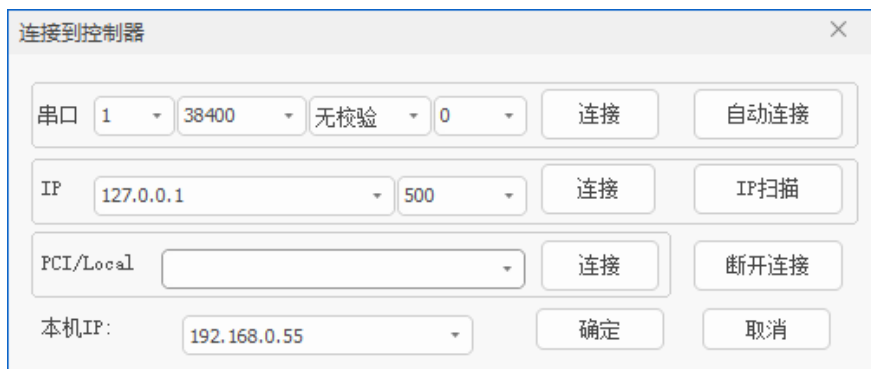 连接到控制器
串口 1 38400 无校验 0 连接 自动连接
IP 127.0.0.1 500 连接 IP扫描
PCI/Local 连接 断开连接
本机IP: 192.168.0.55 确定 取消